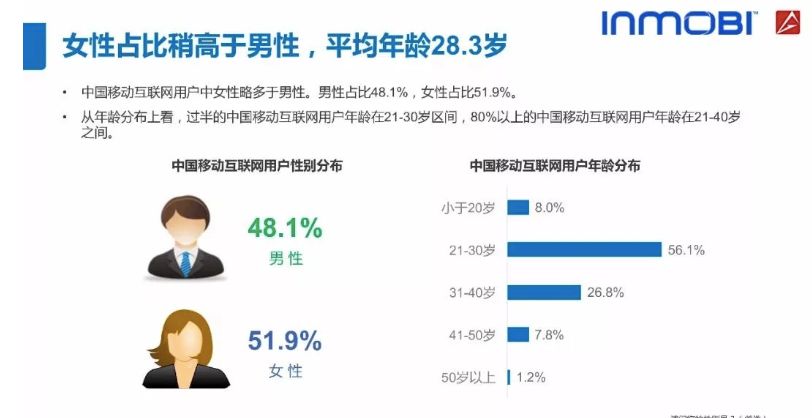 INMOBI
女性占比稍高于男性，平均年龄28.3岁
• 中国移动互联网用户中女性略多于男性。男性占比48.1%，女性占比51.9%。
• 从年龄分布上看，过半的中国移动互联网用户年龄在21-30岁区间，80%以上的中国移动互联网用户年龄在21-40岁
之间。
中国移动互联网用户性别分布
48.1%
男性
51.9%
女性
中国移动互联网用户年龄分布
小于20岁 8.0%
21-30岁 56.1%
31-40岁 26.8%
41-50岁 7.8%
50岁以上 1.2%